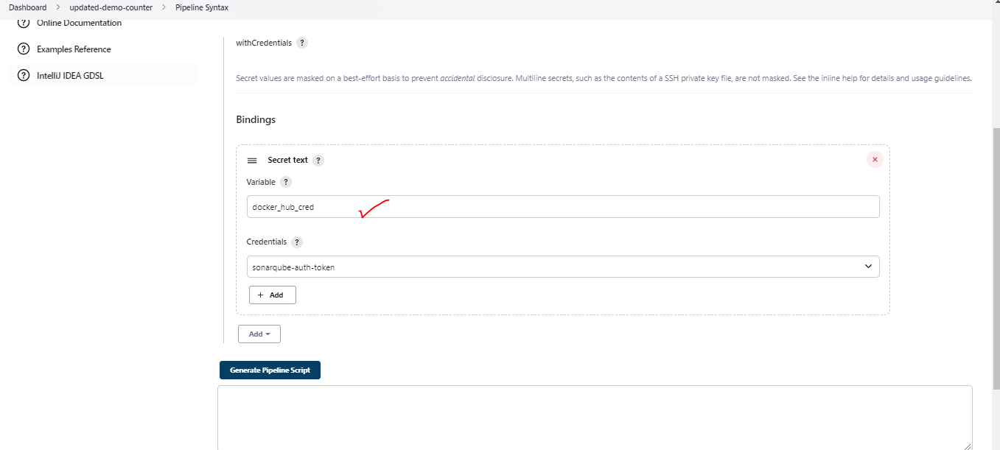 Dashboard > updated-demo-counter > Pipeline Syntax
? Online Documentation
? Examples Reference
? IntelliJ IDEA GDSL
withCredentials ?
Secret values are masked on a best-effort basis to prevent accidental disclosure. Multiline secrets, such as the contents of a SSH private key file, are not masked. See the inline help for details and usage guidelines.
Bindings
Secret text ?
Variable ?
docker_hub_cred
Credentials ?
sonarqube-auth-token
+ Add
Add
Generate Pipeline Script